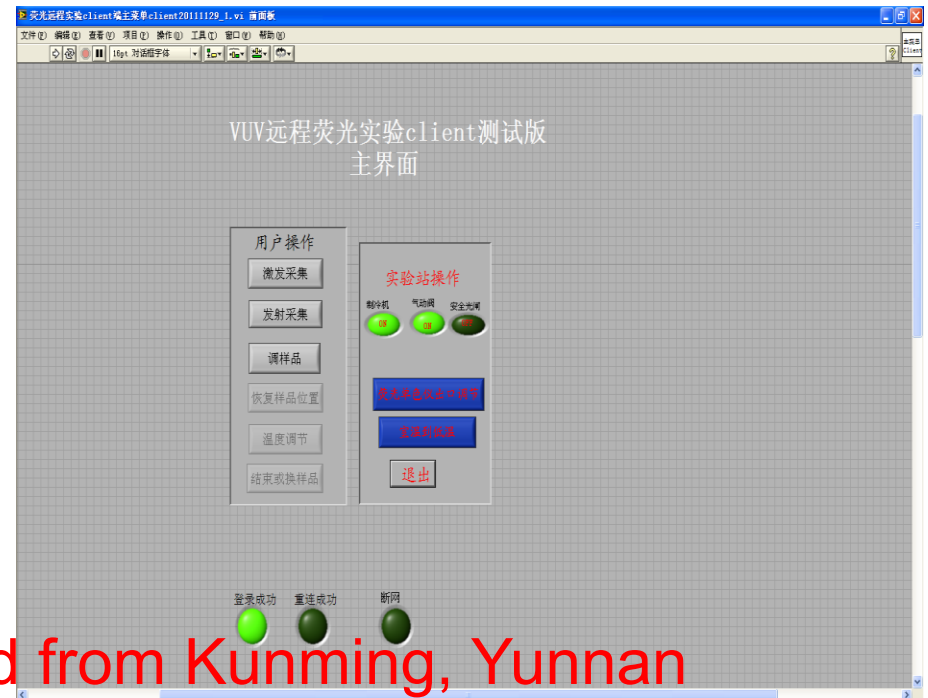 荧光远程实验client端主菜单client20111129_1.vi 前面板
文件(F) 编辑(E) 查看(V) 项目(P) 操作(O) 工具(T) 窗口(W) 帮助(H)
16pt 对话框字体
Client
VUV远程荧光实验client测试版
主界面
用户操作
激发采集
发射采集
调样品
恢复样品位置
温度调节
结束或换样品
实验站操作
制冷机 气动阀 安全光闸
ON ON
退出
登录成功 重连成功 断网
d from Kunming, Yunnan